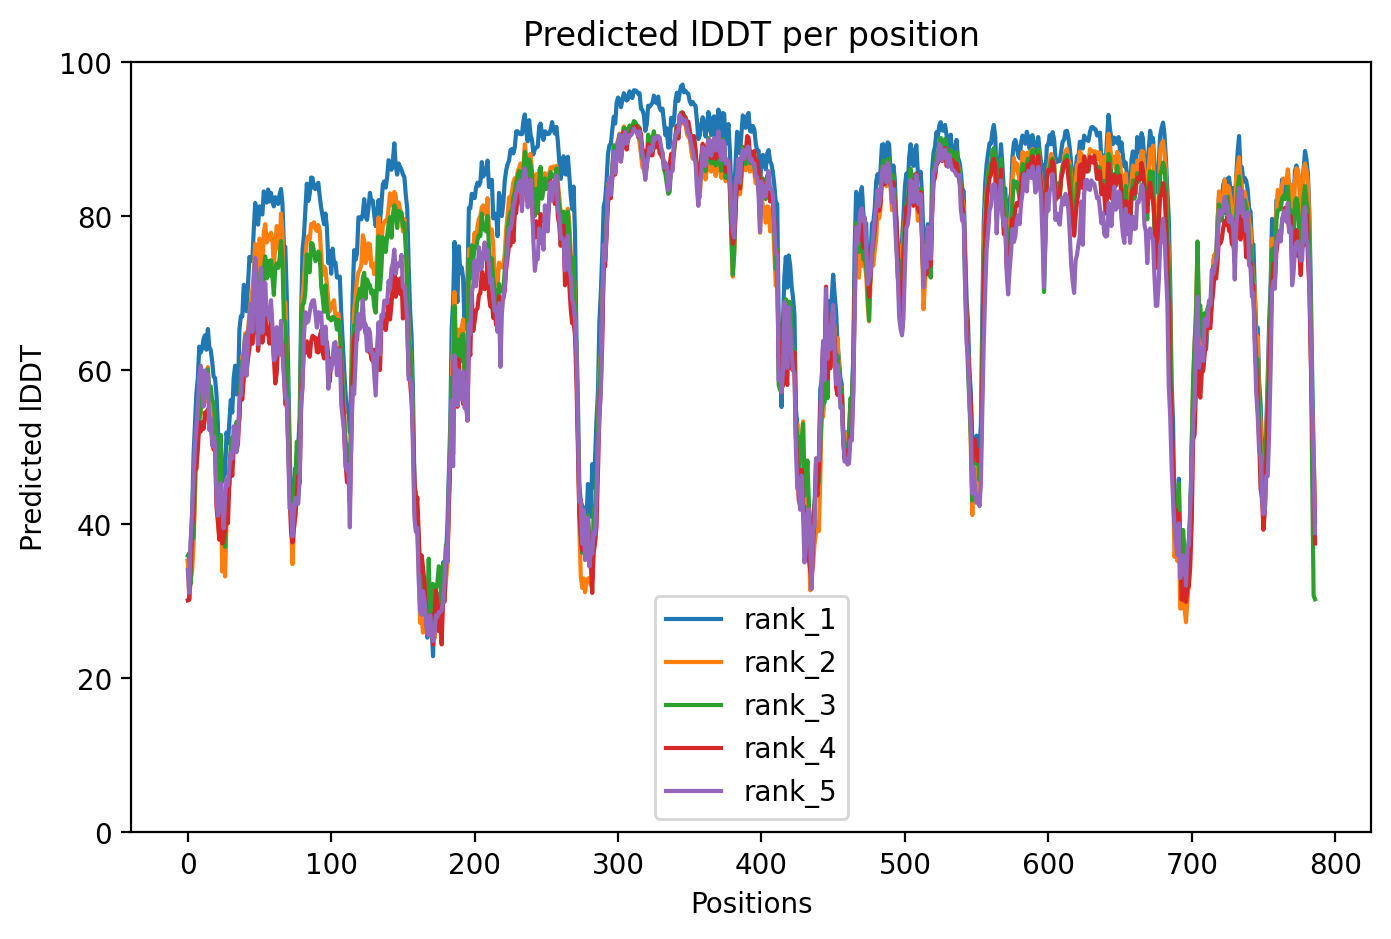 Predicted lDDT per position
100
80
60
40
20
0
Predicted lDDT
0 100 200 300 400 500 600 700 800
Positions
rank_1
rank_2
rank_3
rank_4
rank_5